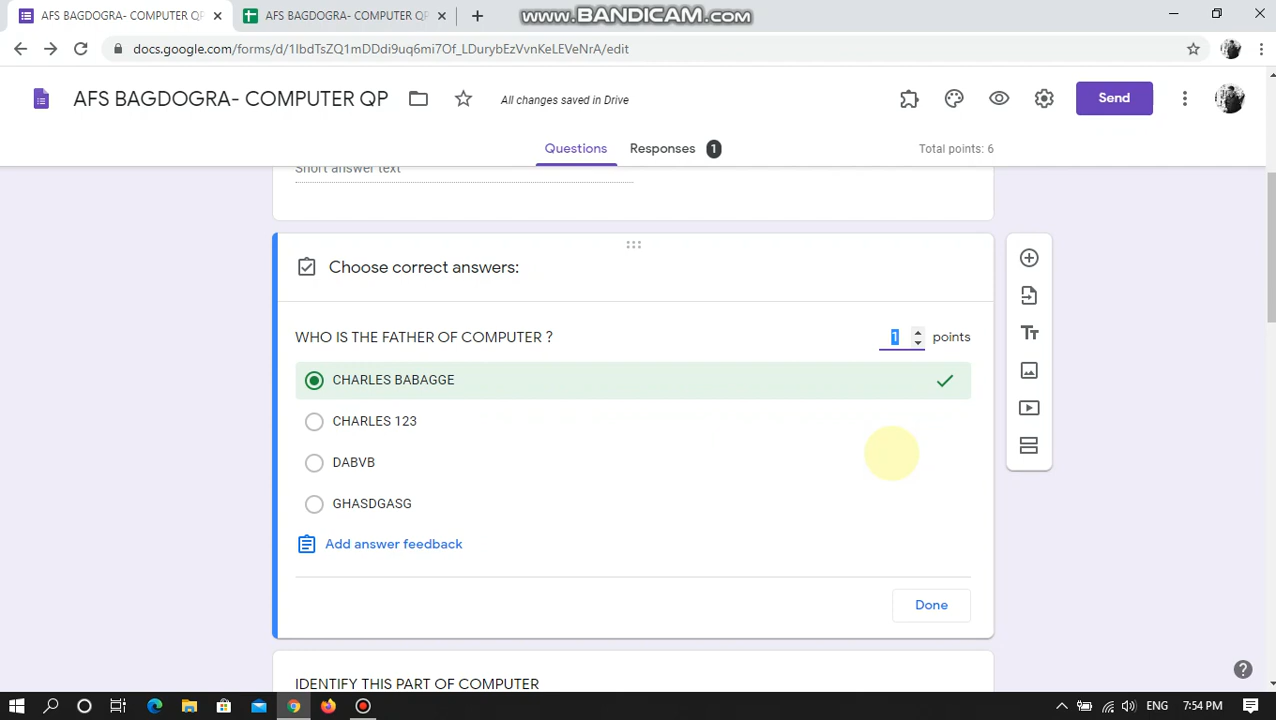 AFS BAGDOGRA- COMPUTER QP
AFS BAGDOGRA- COMPUTER QP
www.BANDICAM.com
docs.google.com/forms/d/1lbdTsZQ1mDDdi9uq6mi7Of_LDurybEzVvnKeLEVeNrA/edit
AFS BAGDOGRA- COMPUTER QP
All changes saved in Drive
Send
Questions
Responses 1
Total points: 6
Short answer text
Choose correct answers:
WHO IS THE FATHER OF COMPUTER ?
1 points
CHARLES BABAGGE
CHARLES 123
DABVB
GHASDGASG
Add answer feedback
Done
IDENTIFY THIS PART OF COMPUTER
ENG 7:54 PM